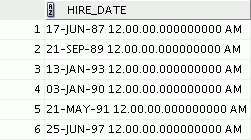 HIRE_DATE
1 17-JUN-87 12.00.00.000000000 AM
2 21-SEP-89 12.00.00.000000000 AM
3 13-JAN-93 12.00.00.000000000 AM
4 03-JAN-90 12.00.00.000000000 AM
5 21-MAY-91 12.00.00.000000000 AM
6 25-JUN-97 12.00.00.000000000 AM